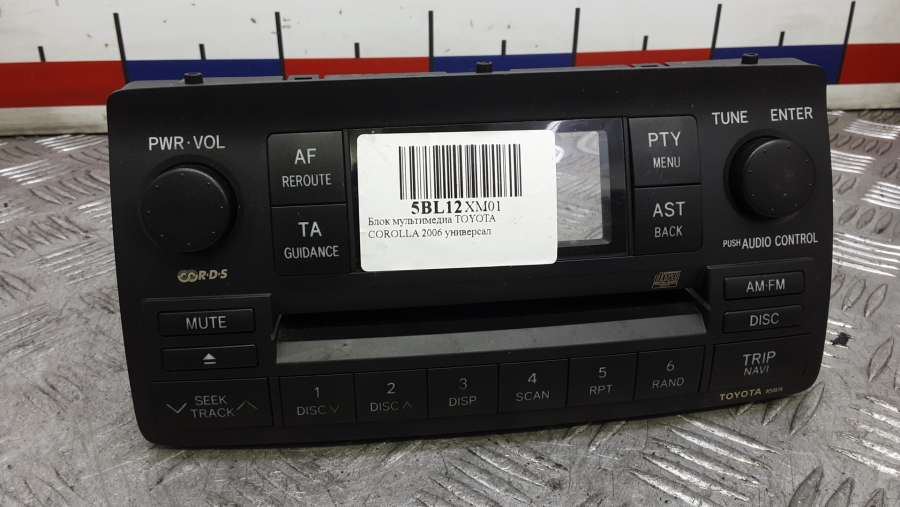 PWR·VOL
AF
REROUTE
TA
GUIDANCE
5BL12XM01
Блок мультимедиа TOYOTA
COROLLA 2006 универсал
PTY
MENU
AST
BACK
TUNE ENTER
PUSH AUDIO CONTROL
R·D·S
MUTE
AM·FM
DISC
SEEK
TRACK
1
DISC
2
DISC
3
DISP
4
SCAN
5
RPT
6
RAND
TRIP
NAVI
TOYOTA